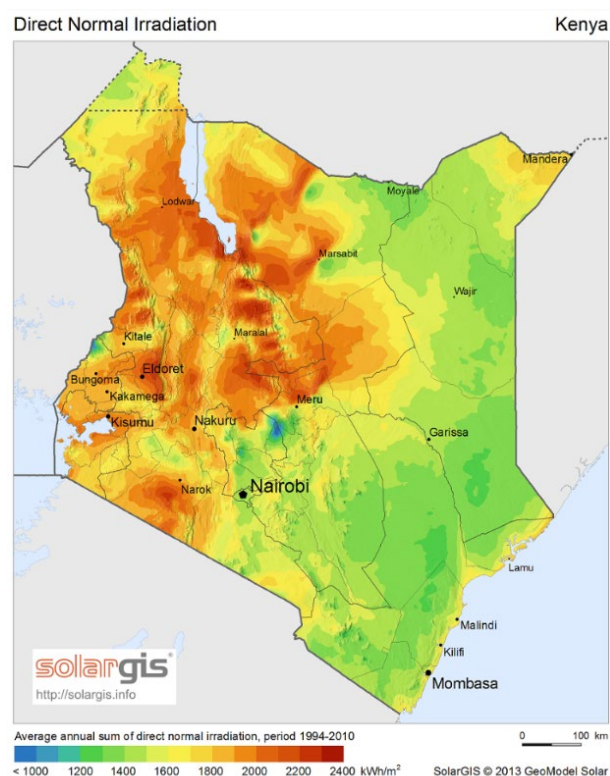 Direct Normal Irradiation
Kenya
Mandera
Moyale
Lodwar
Marsabit
Wajir
Kitale
Maralal
Eldoret
Bungoma
Kakamega
Meru
Kisumu
Nakuru
Garissa
Narok
Nairobi
Lamu
Malindi
Kilifi
Mombasa
solargis®
http://solargis.info
Average annual sum of direct normal irradiation, period 1994-2010
0 100 km
< 1000 1200 1400 1600 1800 2000 2200 2400 kWh/m²
SolarGIS © 2013 GeoModel Solar